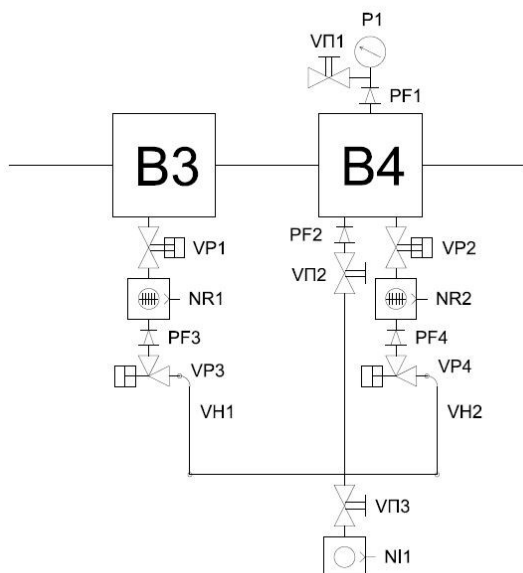 P1
VП1
PF1
B3
B4
PF2
VP1
VP2
VП2
NR1
NR2
PF3
PF4
VP3
VP4
VH1
VH2
VП3
NI1